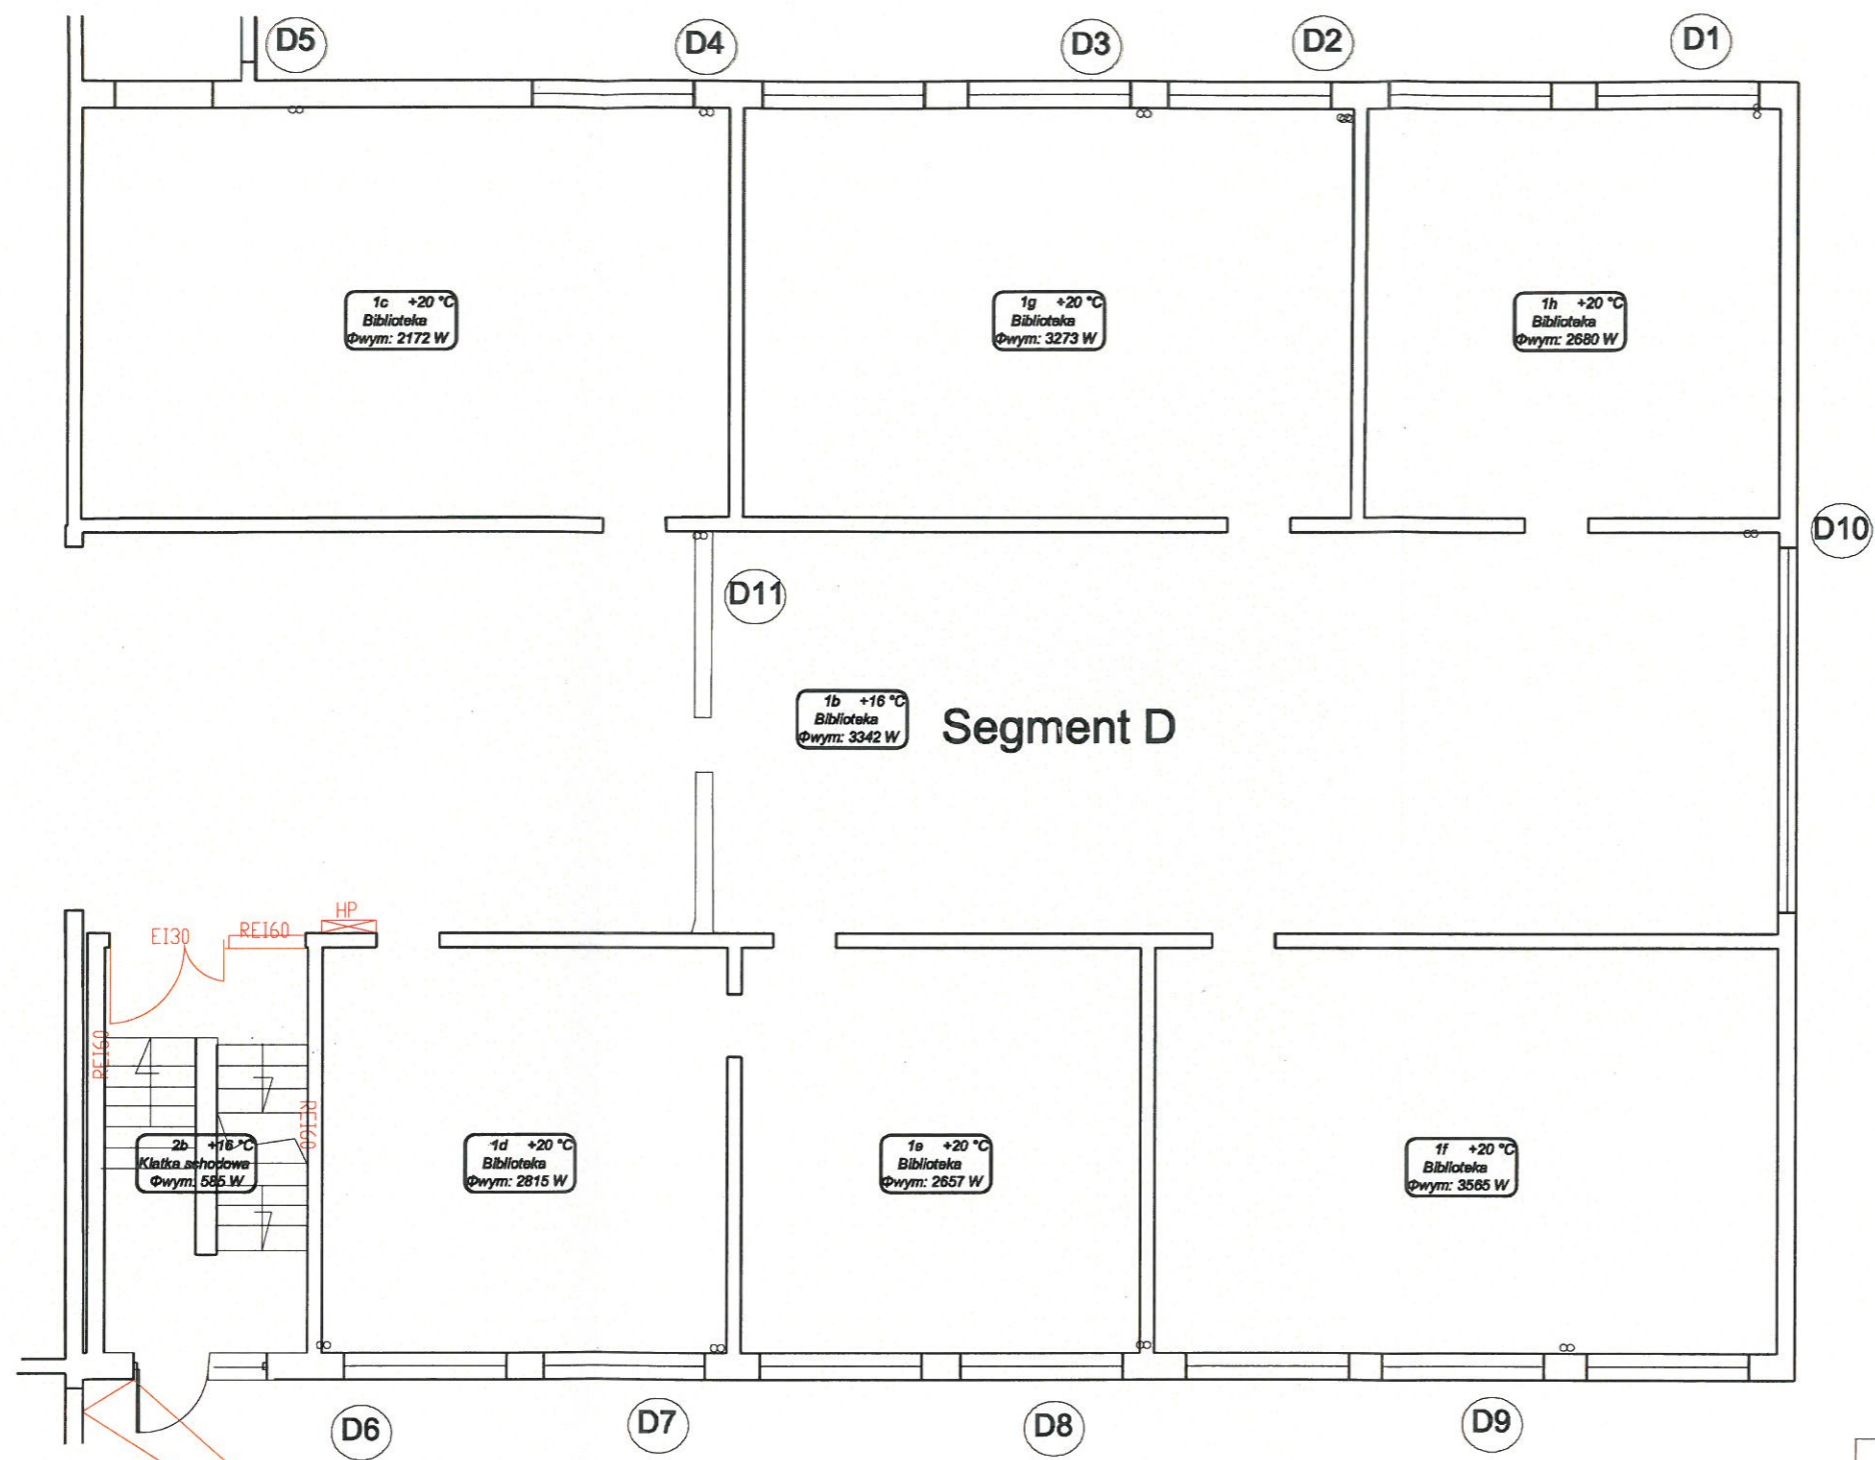 D5
D4
D3
D2
D1
1c +20 °C
Biblioteka
Φwym: 2172 W
1g +20 °C
Biblioteka
Φwym: 3273 W
1h +20 °C
Biblioteka
Φwym: 2680 W
D10
D11
1b +16 °C
Biblioteka
Φwym: 3342 W
Segment D
HP
EI30
REI60
REI60
REI60
2b +16 °C
Klatka schodowa
Φwym: 585 W
1d +20 °C
Biblioteka
Φwym: 2815 W
1e +20 °C
Biblioteka
Φwym: 2657 W
1f +20 °C
Biblioteka
Φwym: 3565 W
D6
D7
D8
D9